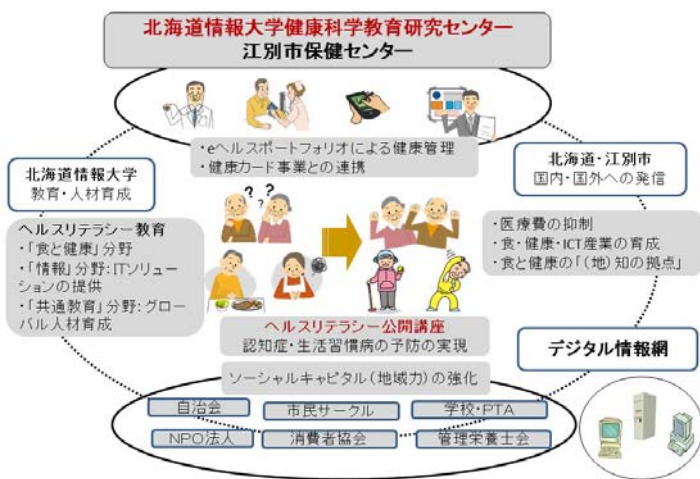 北海道情報大学健康科学教育研究センター
江別市保健センター
・eヘルスポートフォリオによる健康管理
・健康カード事業との連携
北海道情報大学
教育・人材育成
ヘルスリテラシー教育
・「食と健康」分野
・「情報」分野:ITソリュー
ションの提供
・「共通教育」分野:グロー
バル人材育成
? ? ?
北海道・江別市
国内・国外への発信
・医療費の抑制
・食・健康・ICT産業の育成
・食と健康の「(地)知の拠点」
ヘルスリテラシー公開講座
認知症・生活習慣病の予防の実現
デジタル情報網
ソーシャルキャピタル(地域力)の強化
自治会
市民サークル
学校・PTA
NPO法人
消費者協会
管理栄養士会